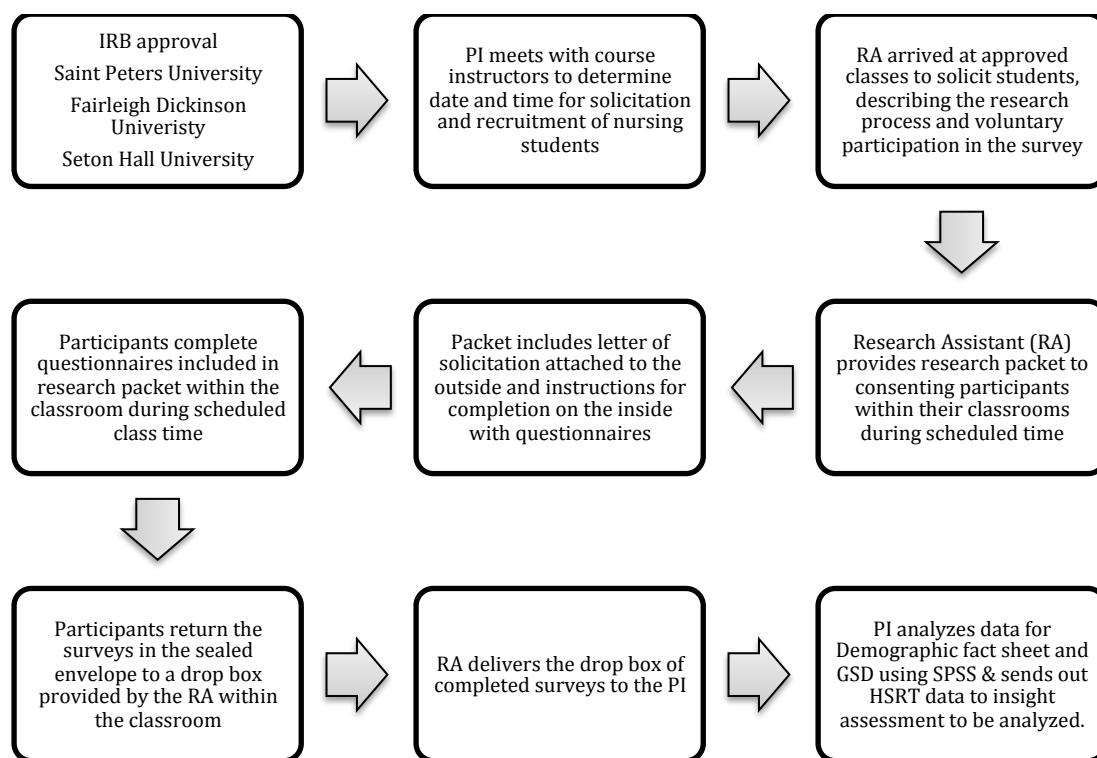 IRB approval
Saint Peters University
Fairleigh Dickinson
Univeristy
Seton Hall University
PI meets with course
instructors to determine
date and time for solicitation
and recruitment of nursing
students
RA arrived at approved
classes to solicit students,
describing the research
process and voluntary
participation in the survey
Research Assistant (RA)
provides research packet to
consenting participants
within their classrooms
during scheduled time
Packet includes letter of
solicitation attached to the
outside and instructions for
completion on the inside
with questionnaires
Participants complete
questionnaires included in
research packet within the
classroom during scheduled
class time
Participants return the
surveys in the sealed
envelope to a drop box
provided by the RA within
the classroom
RA delivers the drop box of
completed surveys to the PI
PI analyzes data for
Demographic fact sheet and
GSD using SPSS & sends out
HSRT data to insight
assessment to be analyzed.